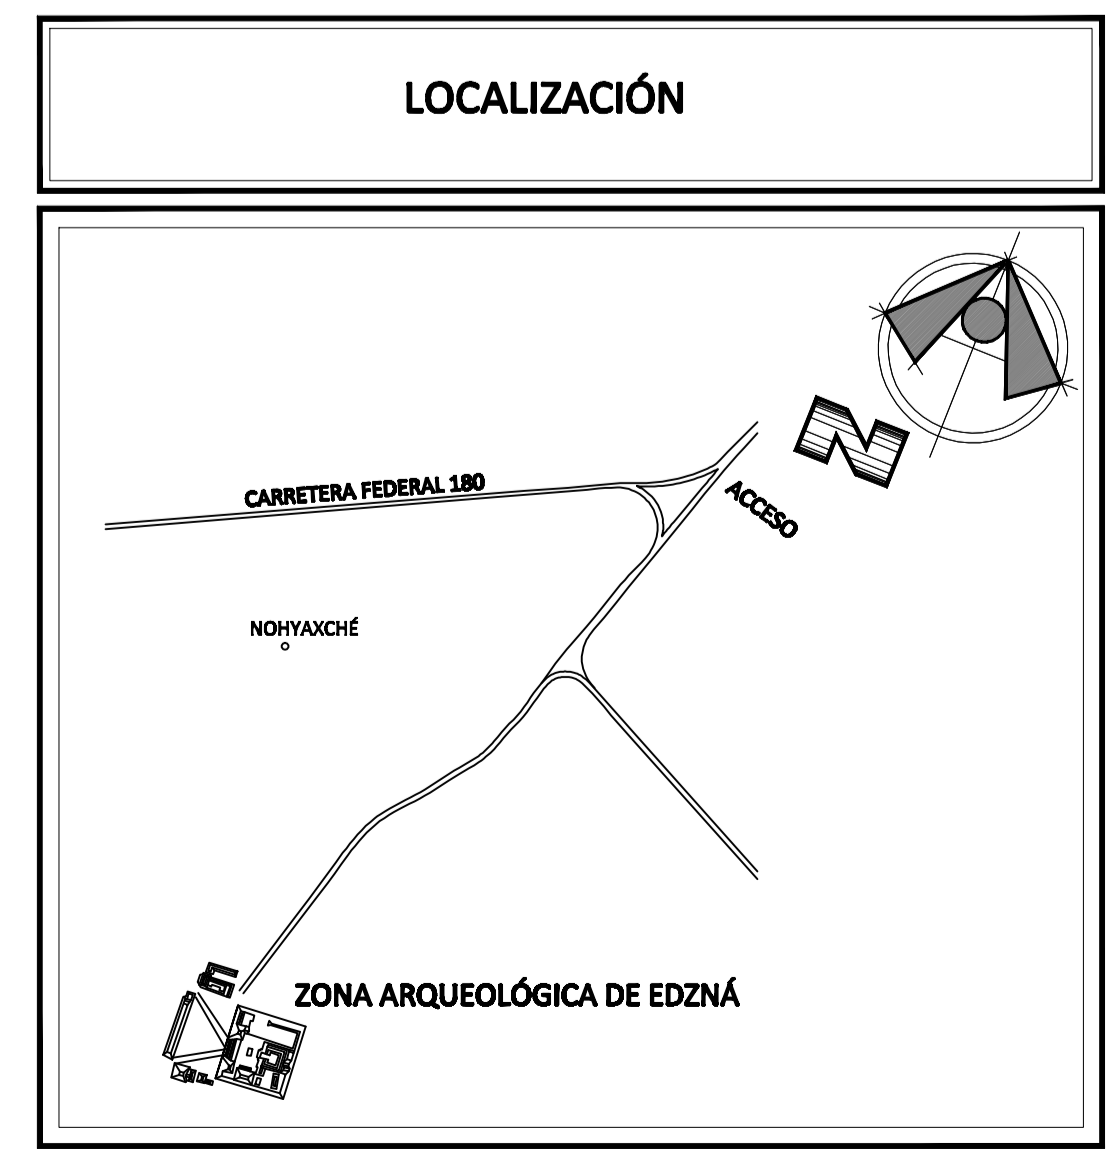 LOCALIZACIÓN
N
CARRETERA FEDERAL 180
ACCESO
NOHYAXCHÉ
ZONA ARQUEOLÓGICA DE EDZNÁ